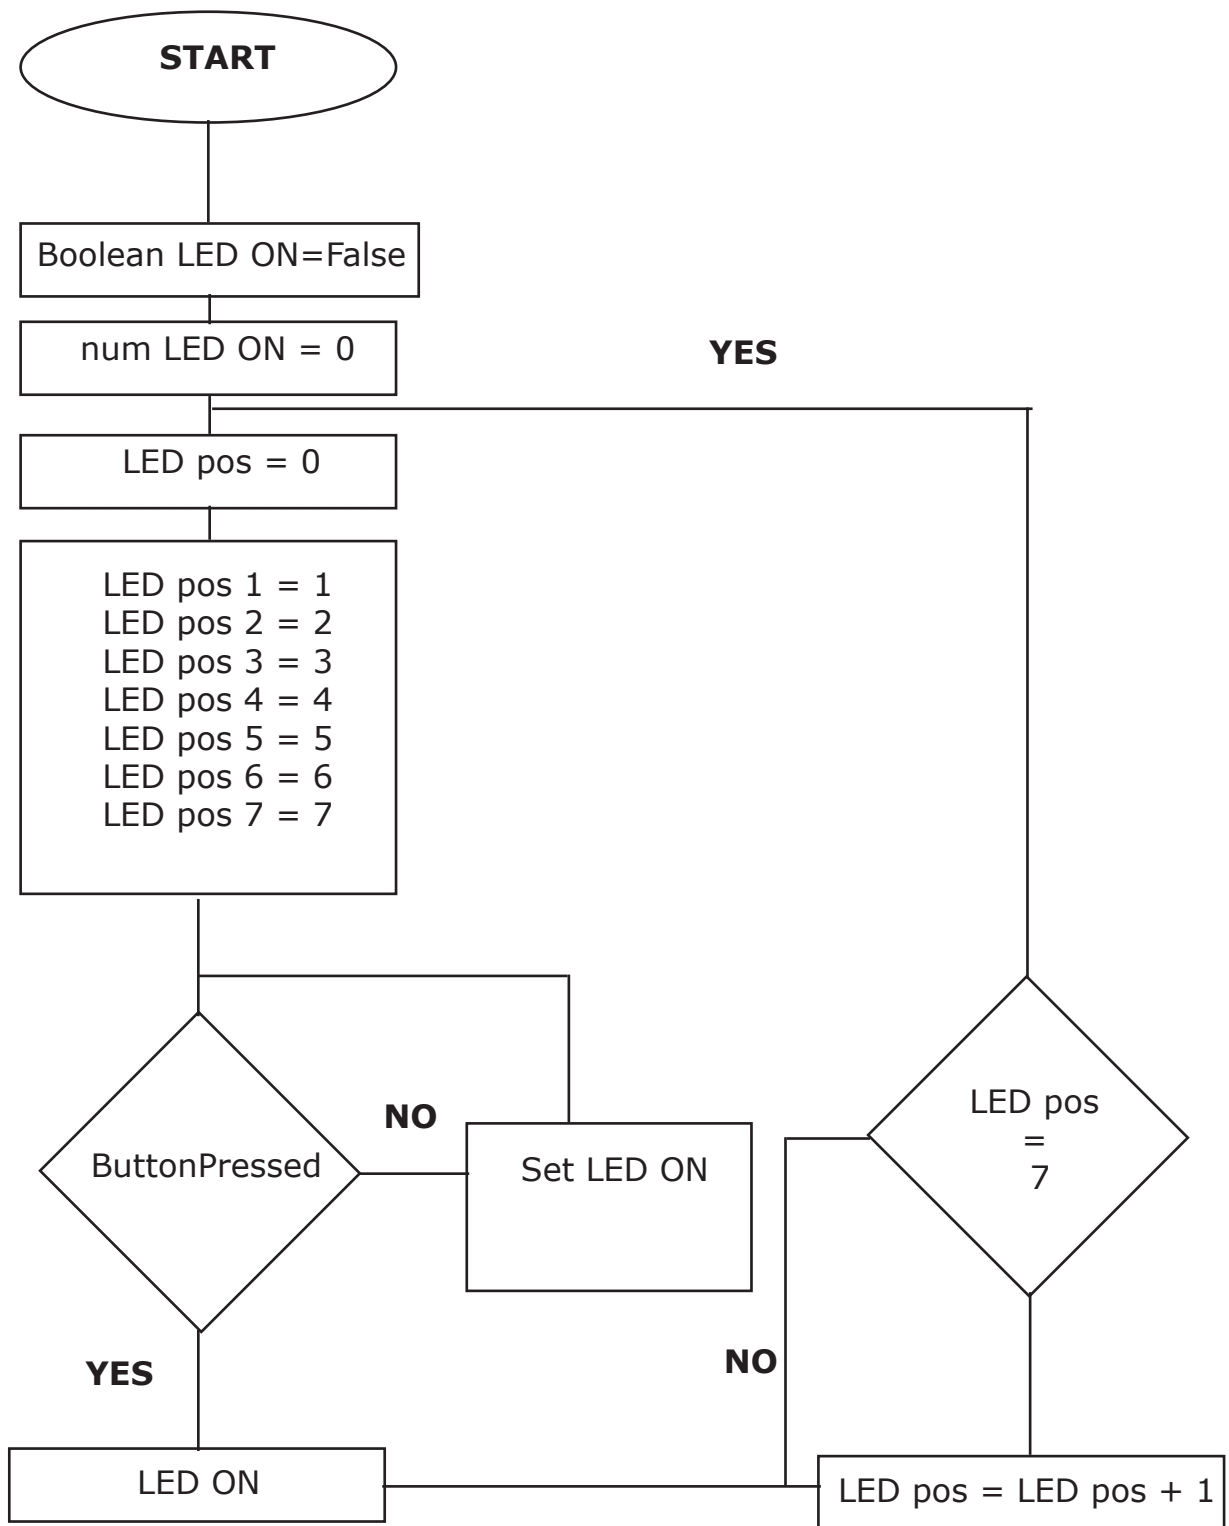 START
Boolean LED ON=False
num LED ON = 0
YES
LED pos = 0
LED pos 1 = 1
LED pos 2 = 2
LED pos 3 = 3
LED pos 4 = 4
LED pos 5 = 5
LED pos 6 = 6
LED pos 7 = 7
ButtonPressed
NO
Set LED ON
LED pos
=
7
YES
NO
LED ON
LED pos = LED pos + 1